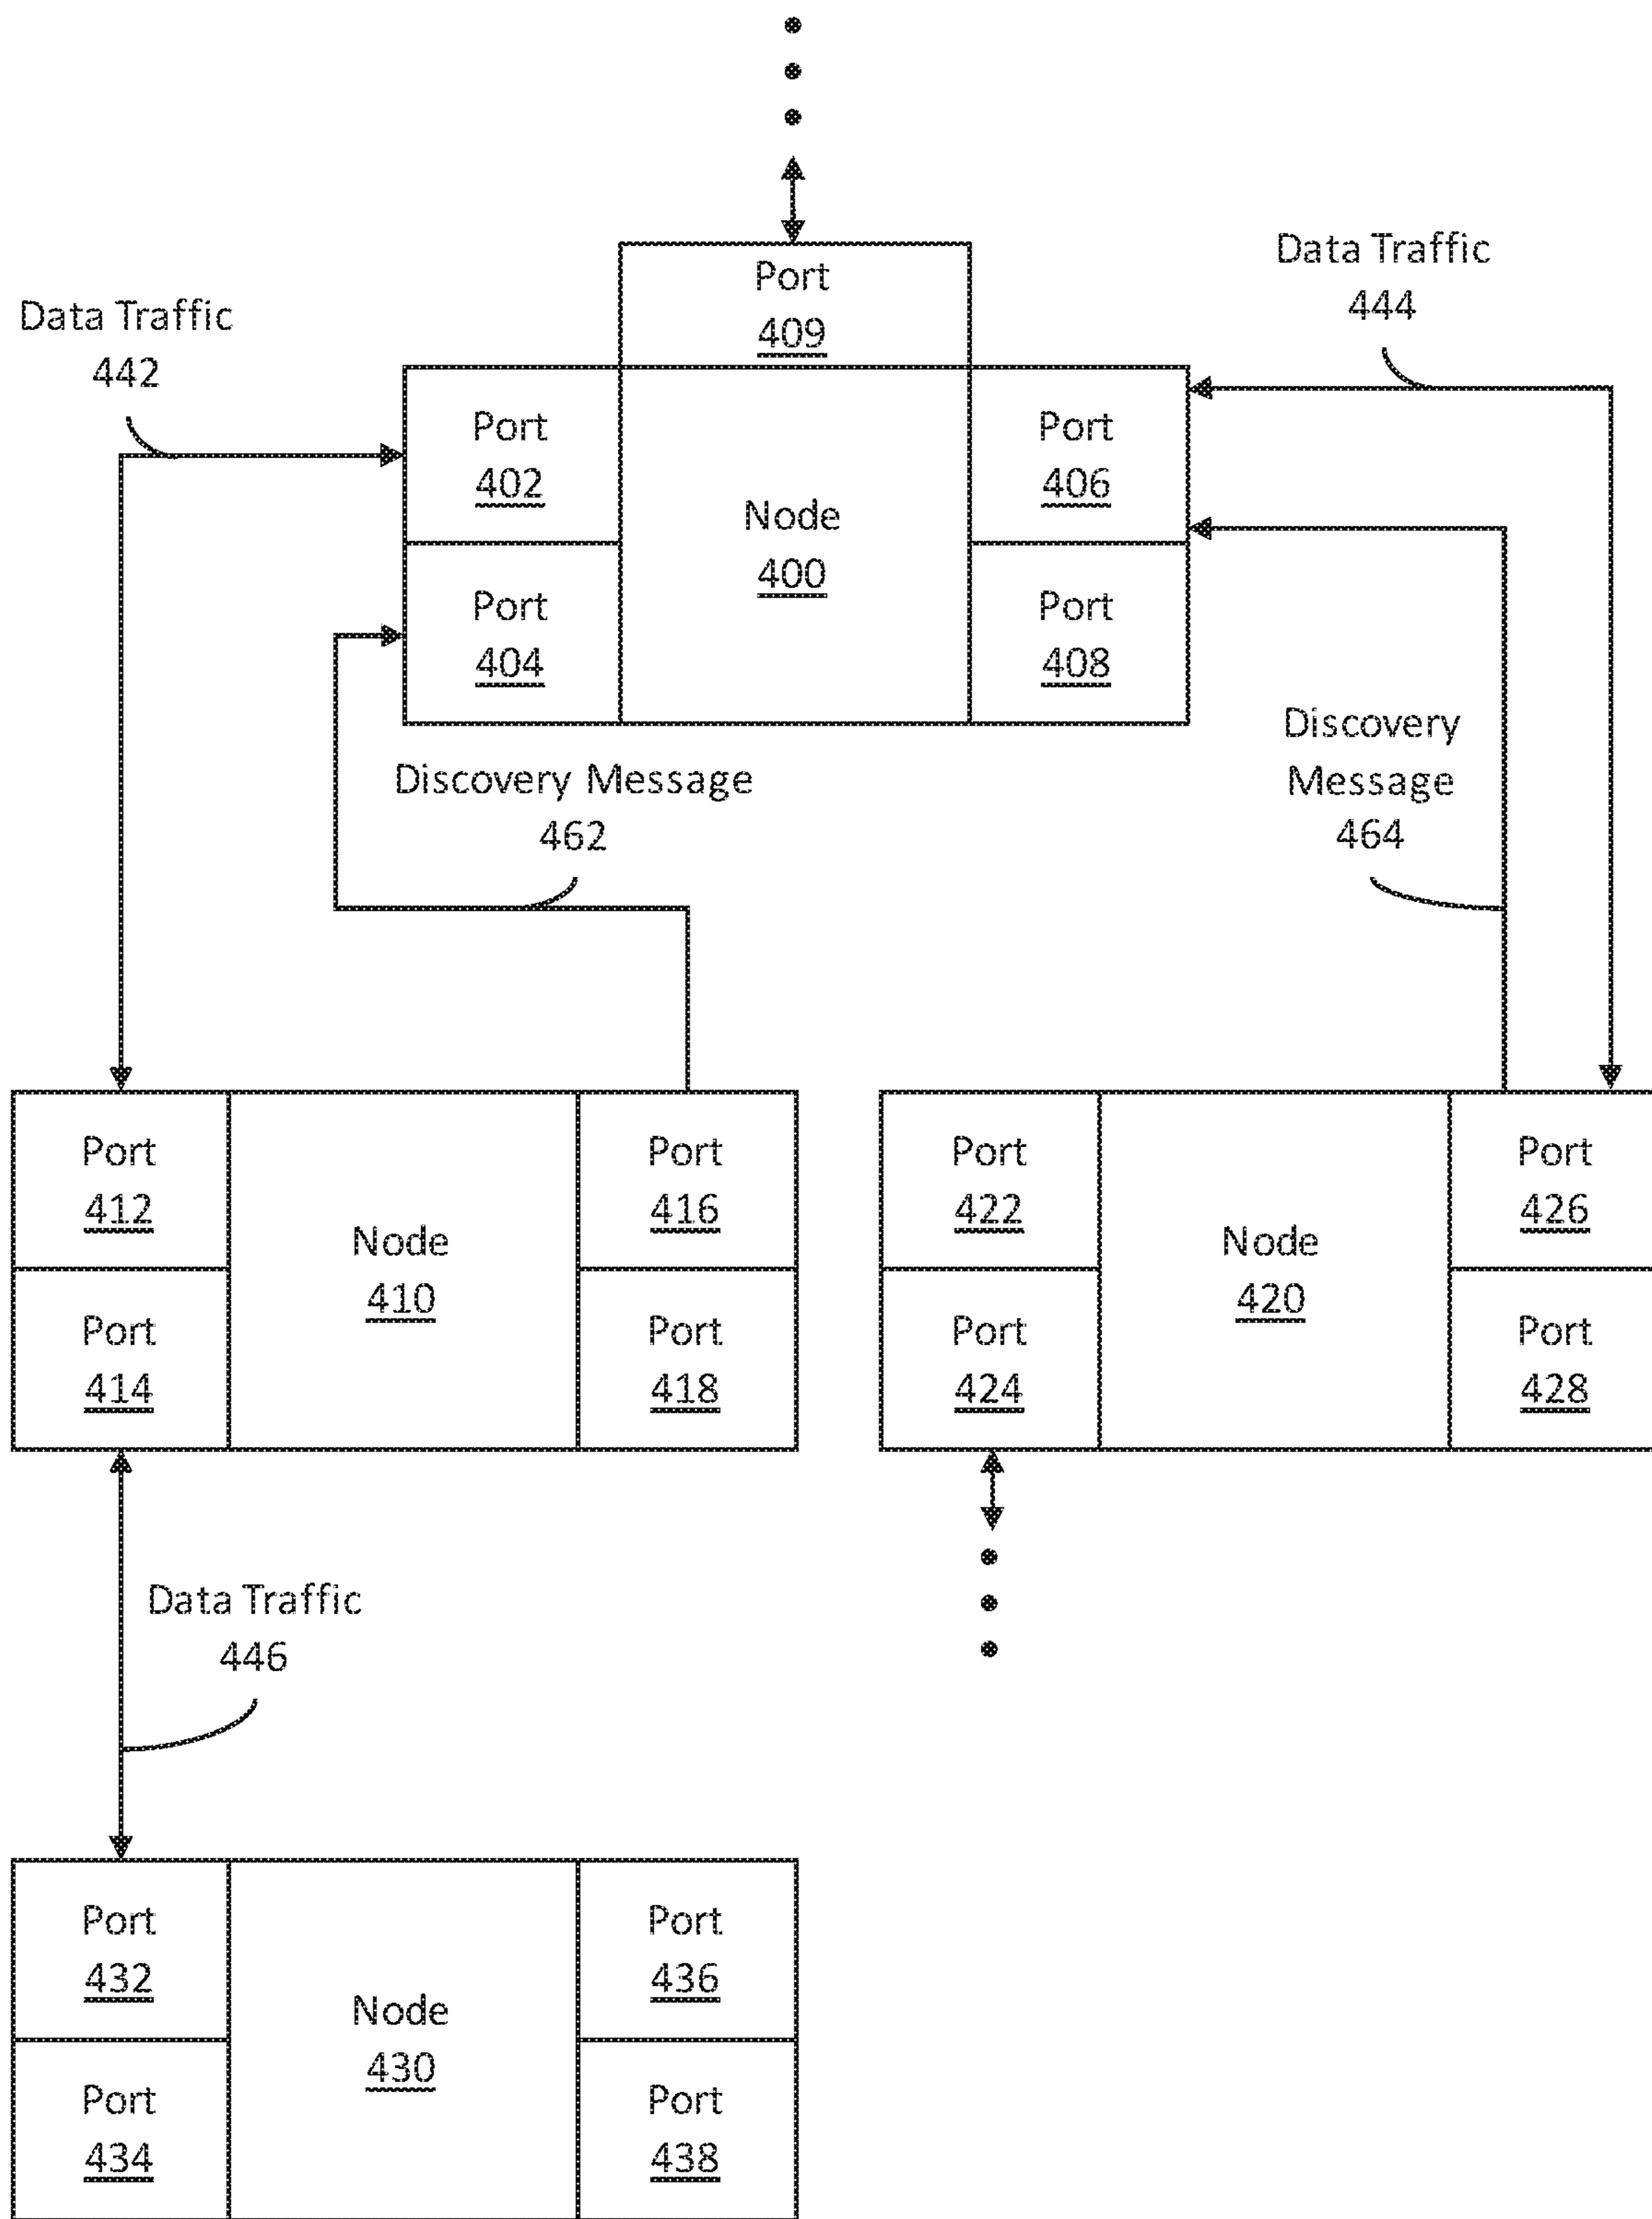 Port
409
Data Traffic
444
Data Traffic
442
Port
402
Port
406
Node
400
Port
404
Port
408
Discovery Message
462
Discovery
Message
464
Port
412
Port
416
Node
410
Port
414
Port
418
Port
422
Port
426
Node
420
Port
424
Port
428
Data Traffic
446
Port
432
Port
436
Node
430
Port
434
Port
438